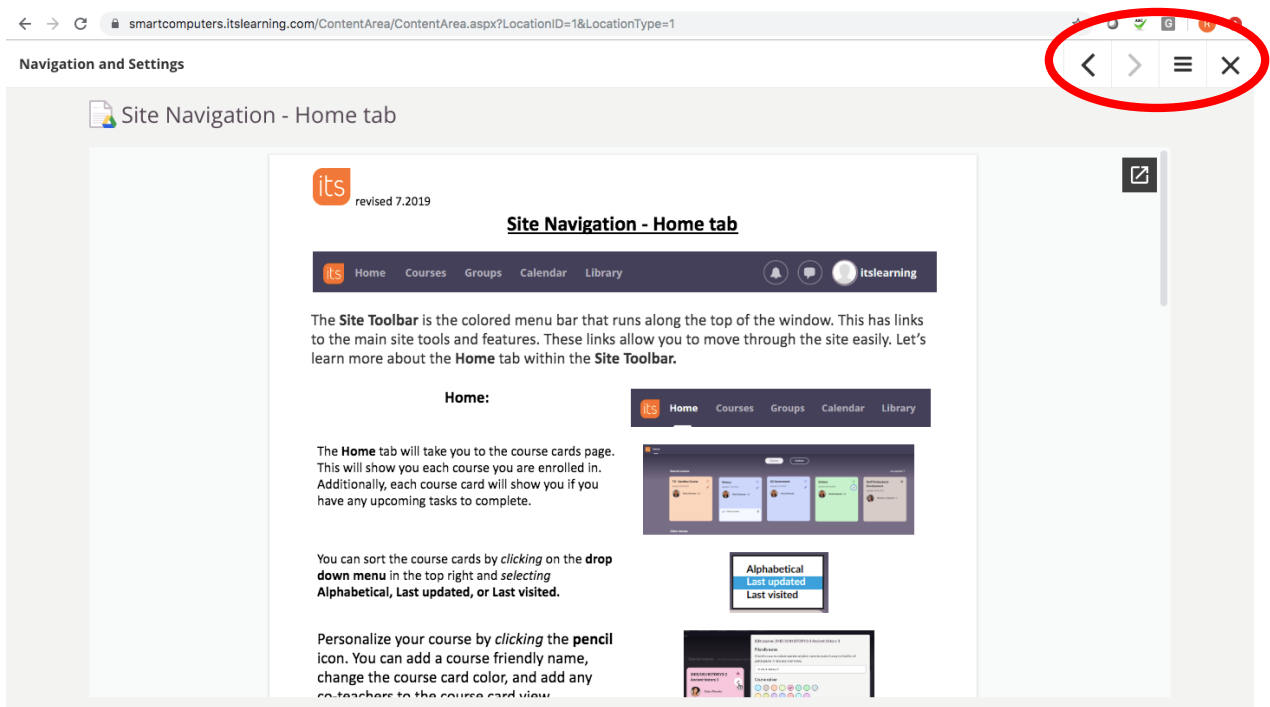 smartcomputers.itslearning.com/ContentArea/ContentArea.aspx?LocationID=1&LocationType=1
Navigation and Settings
Site Navigation - Home tab
its
revised 7.2019
Site Navigation - Home tab
its Home Courses Groups Calendar Library itslearning
The Site Toolbar is the colored menu bar that runs along the top of the window. This has links
to the main site tools and features. These links allow you to move through the site easily. Let's
learn more about the Home tab within the Site Toolbar.
Home:
its Home Courses Groups Calendar Library
The Home tab will take you to the course cards page.
This will show you each course you are enrolled in.
Additionally, each course card will show you if you
have any upcoming tasks to complete.
You can sort the course cards by clicking on the drop
down menu in the top right and selecting
Alphabetical, Last updated, or Last visited.
Alphabetical
Last updated
Last visited
Personalize your course by clicking the pencil
icon. You can add a course friendly name,
change the course card color, and add any
co-teachers to the course card view